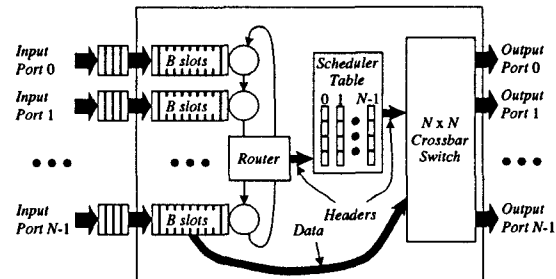 Input
Port 0
B slots
Input
Port 1
B slots
Input
Port N-1
B slots
Router
Scheduler
Table
0 1 N-1
Headers
Data
N x N
Crossbar
Switch
Output
Port 0
Output
Port 1
Output
Port N-1